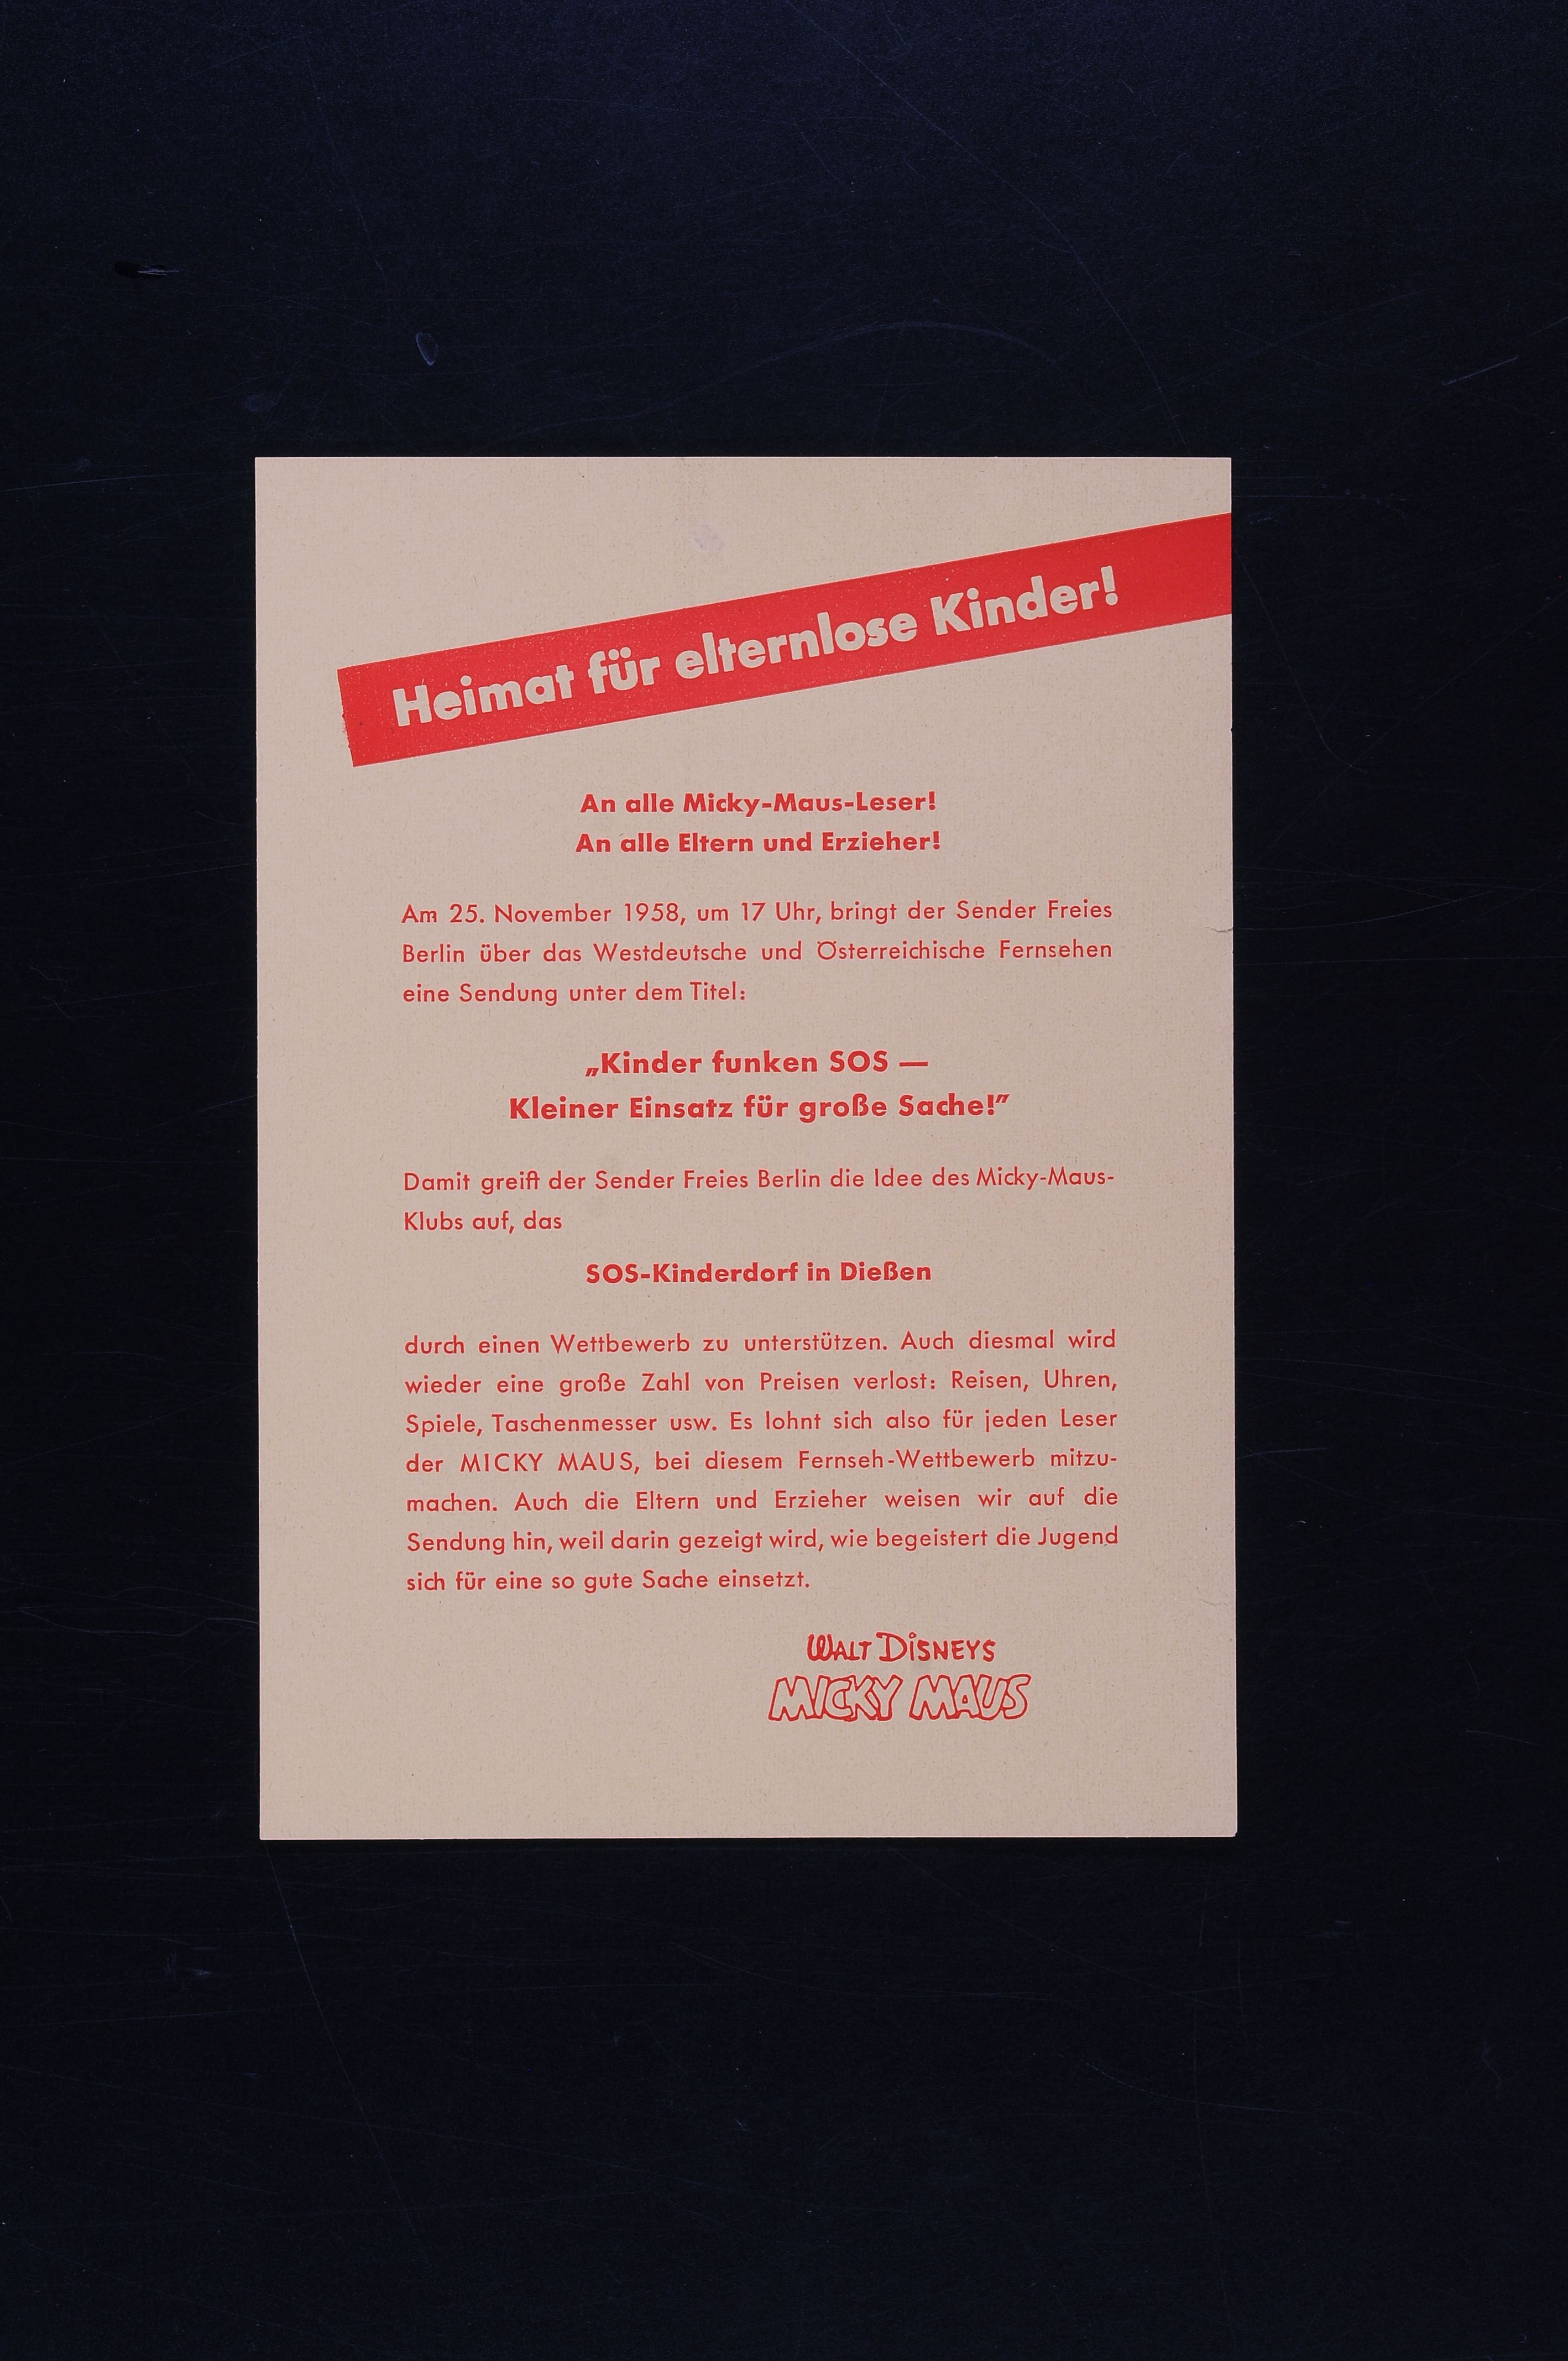 Heimat für elternlose Kinder!
An alle Micky-Maus-Leser!
An alle Eltern und Erzieher!
Am 25. November 1958, um 17 Uhr, bringt der Sender Freies
Berlin über das Westdeutsche und Österreichische Fernsehen
eine Sendung unter dem Titel:
„Kinder funken SOS —
Kleiner Einsatz für große Sache!”
Damit greift der Sender Freies Berlin die Idee des Micky-Maus-
Klubs auf, das
SOS-Kinderdorf in Dießen
durch einen Wettbewerb zu unterstützen. Auch diesmal wird
wieder eine große Zahl von Preisen verlost: Reisen, Uhren,
Spiele, Taschenmesser usw. Es lohnt sich also für jeden Leser
der MICKY MAUS, bei diesem Fernseh-Wettbewerb mitzu-
machen. Auch die Eltern und Erzieher weisen wir auf die
Sendung hin, weil darin gezeigt wird, wie begeistert die Jugend
sich für eine so gute Sache einsetzt.
WALT DISNEYS
MICKY MAUS